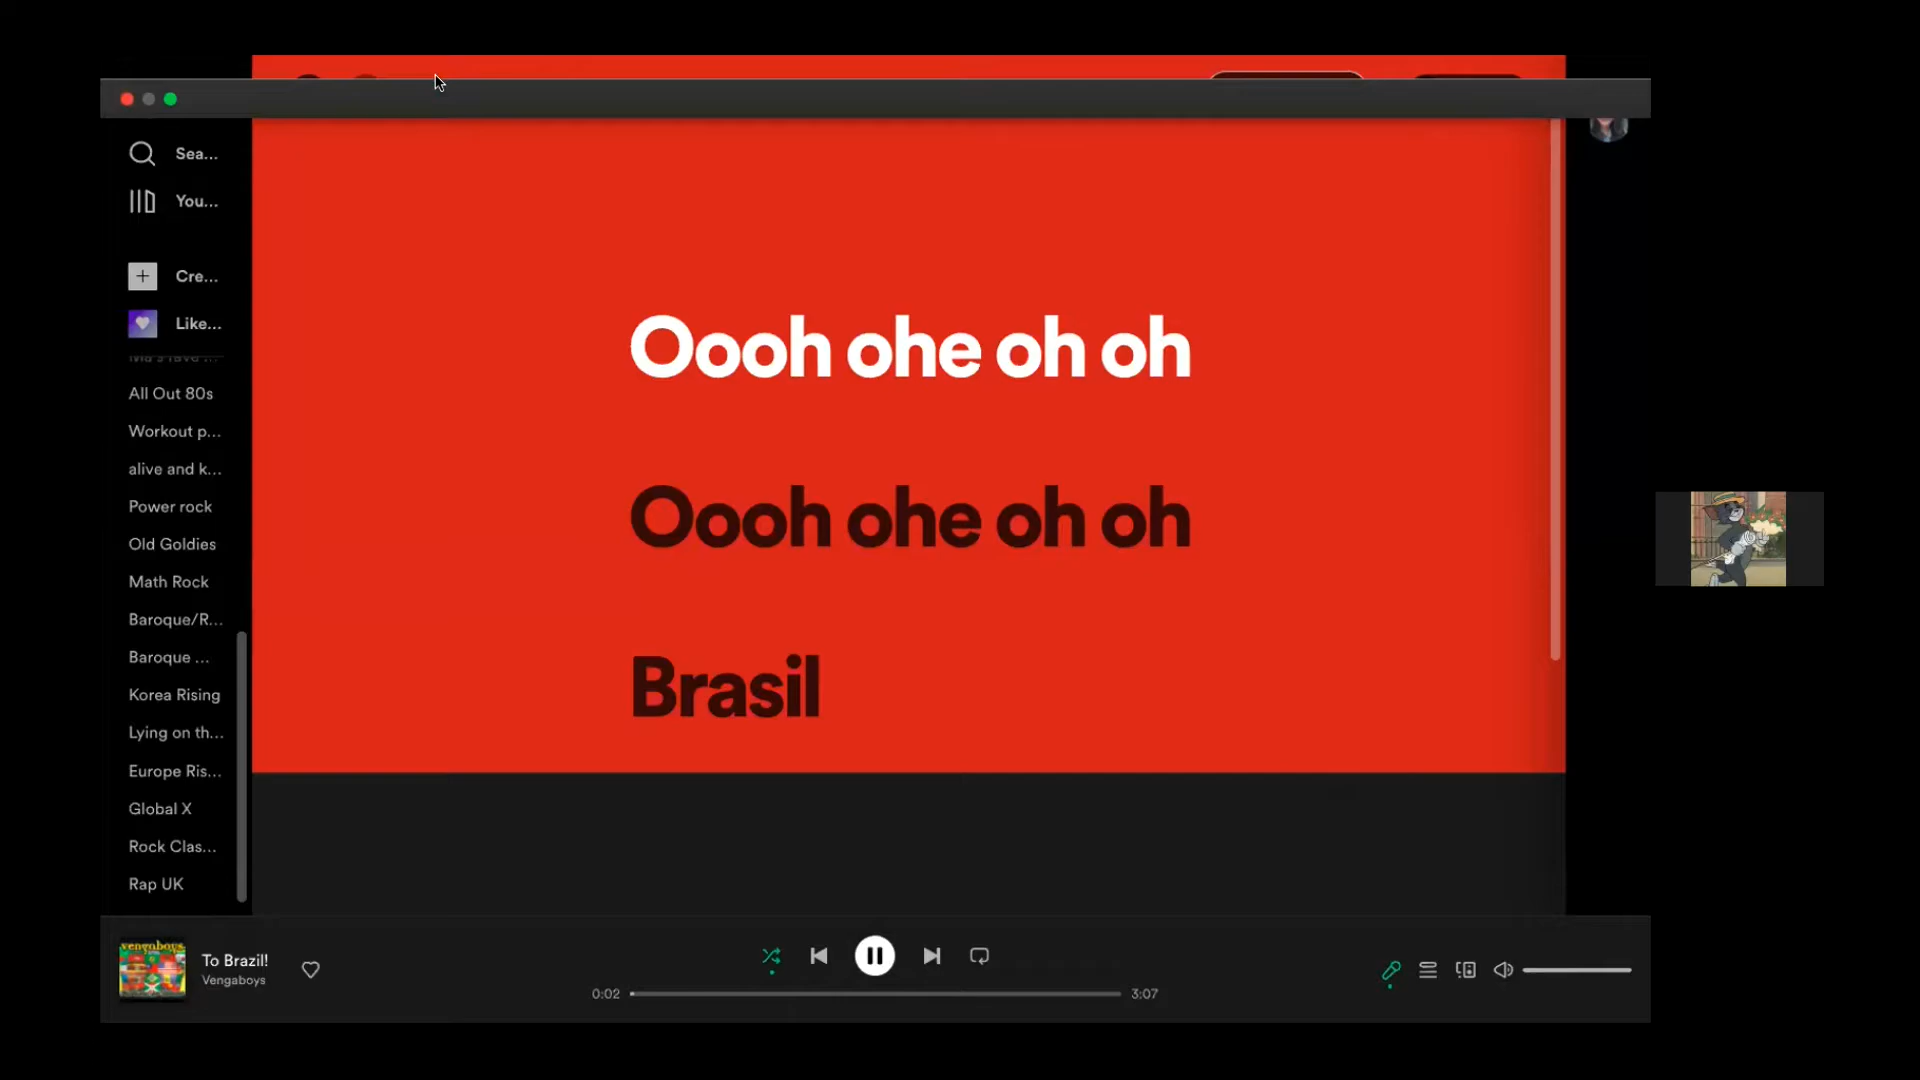 Sea...
You...
Cre...
Like...
All Out 80s
Workout p...
alive and k...
Power rock
Old Goldies
Math Rock
Baroque/R...
Baroque ...
Korea Rising
Lying on th...
Europe Ris...
Global X
Rock Clas...
Rap UK
Oooh ohe oh oh
Oooh ohe oh oh
Brasil
vengaboys
To Brazil!
Vengaboys
0:02
3:07